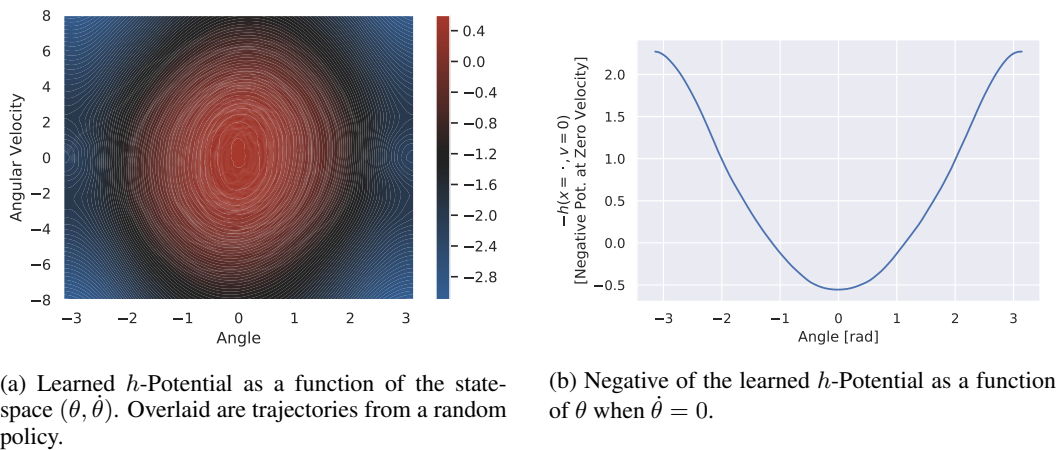 8
6
4
2
0
−2
−4
−6
−8
Angular Velocity
−3 −2 −1 0 1 2 3
Angle
0.4
0.0
−0.4
−0.8
−1.2
−1.6
−2.0
−2.4
−2.8
(a) Learned h-Potential as a function of the state-
space (θ, θ̇). Overlaid are trajectories from a random
policy.
−h(x = ·, v = 0)
[Negative Pot. at Zero Velocity]
2.0
1.5
1.0
0.5
0.0
−0.5
−3 −2 −1 0 1 2 3
Angle [rad]
(b) Negative of the learned h-Potential as a function
of θ when θ̇ = 0.